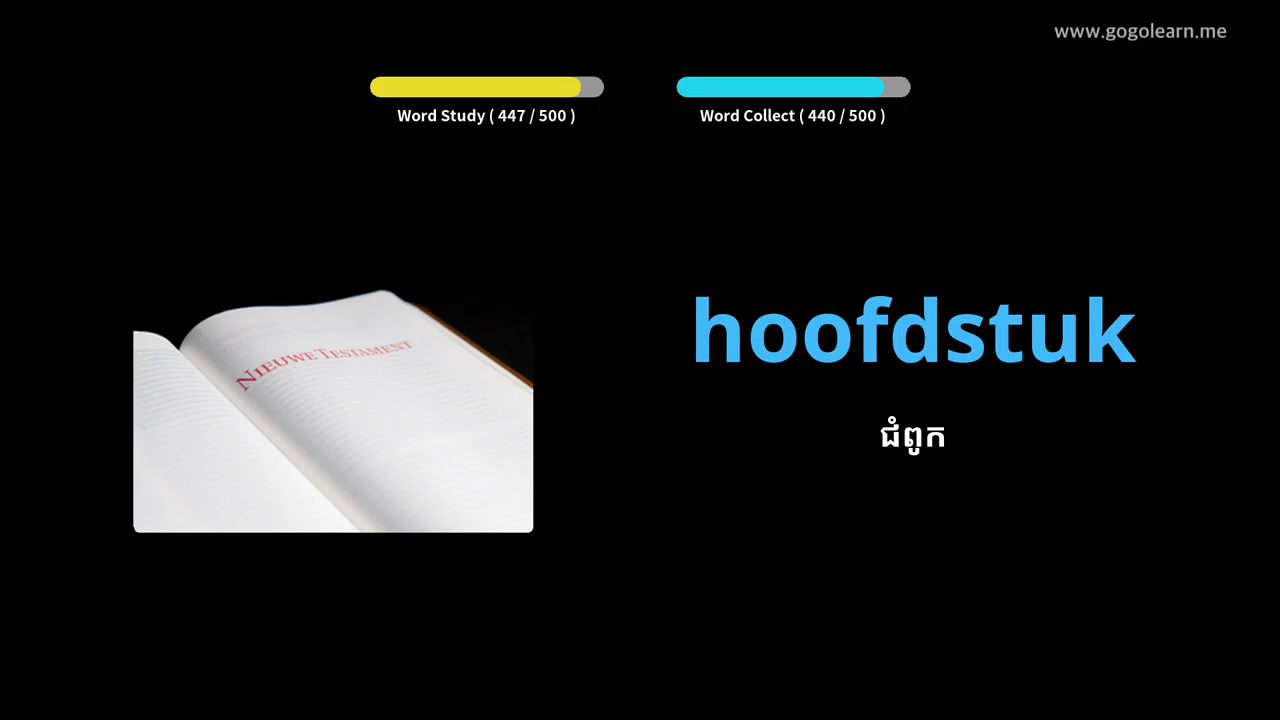 www.gogolearn.me
Word Study ( 447 / 500 )
Word Collect ( 440 / 500 )
NIEUWE TESTAMENT
hoofdstuk
ជំពូក